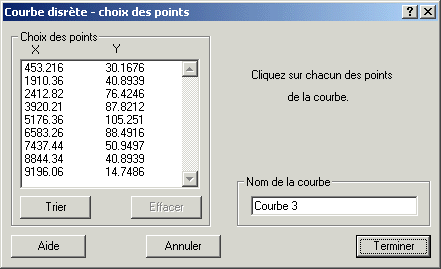 Courbe discrète - choix des points
Choix des points
X Y
453.216 30.1676
1910.36 40.8939
2412.82 76.4246
3920.21 87.8212
5176.36 105.251
6583.26 88.4916
7437.44 50.9497
8844.34 40.8939
9196.06 14.7486
Trier Effacer
Cliquez sur chacun des points
de la courbe.
Nom de la courbe
Courbe 3
Aide Annuler Terminer